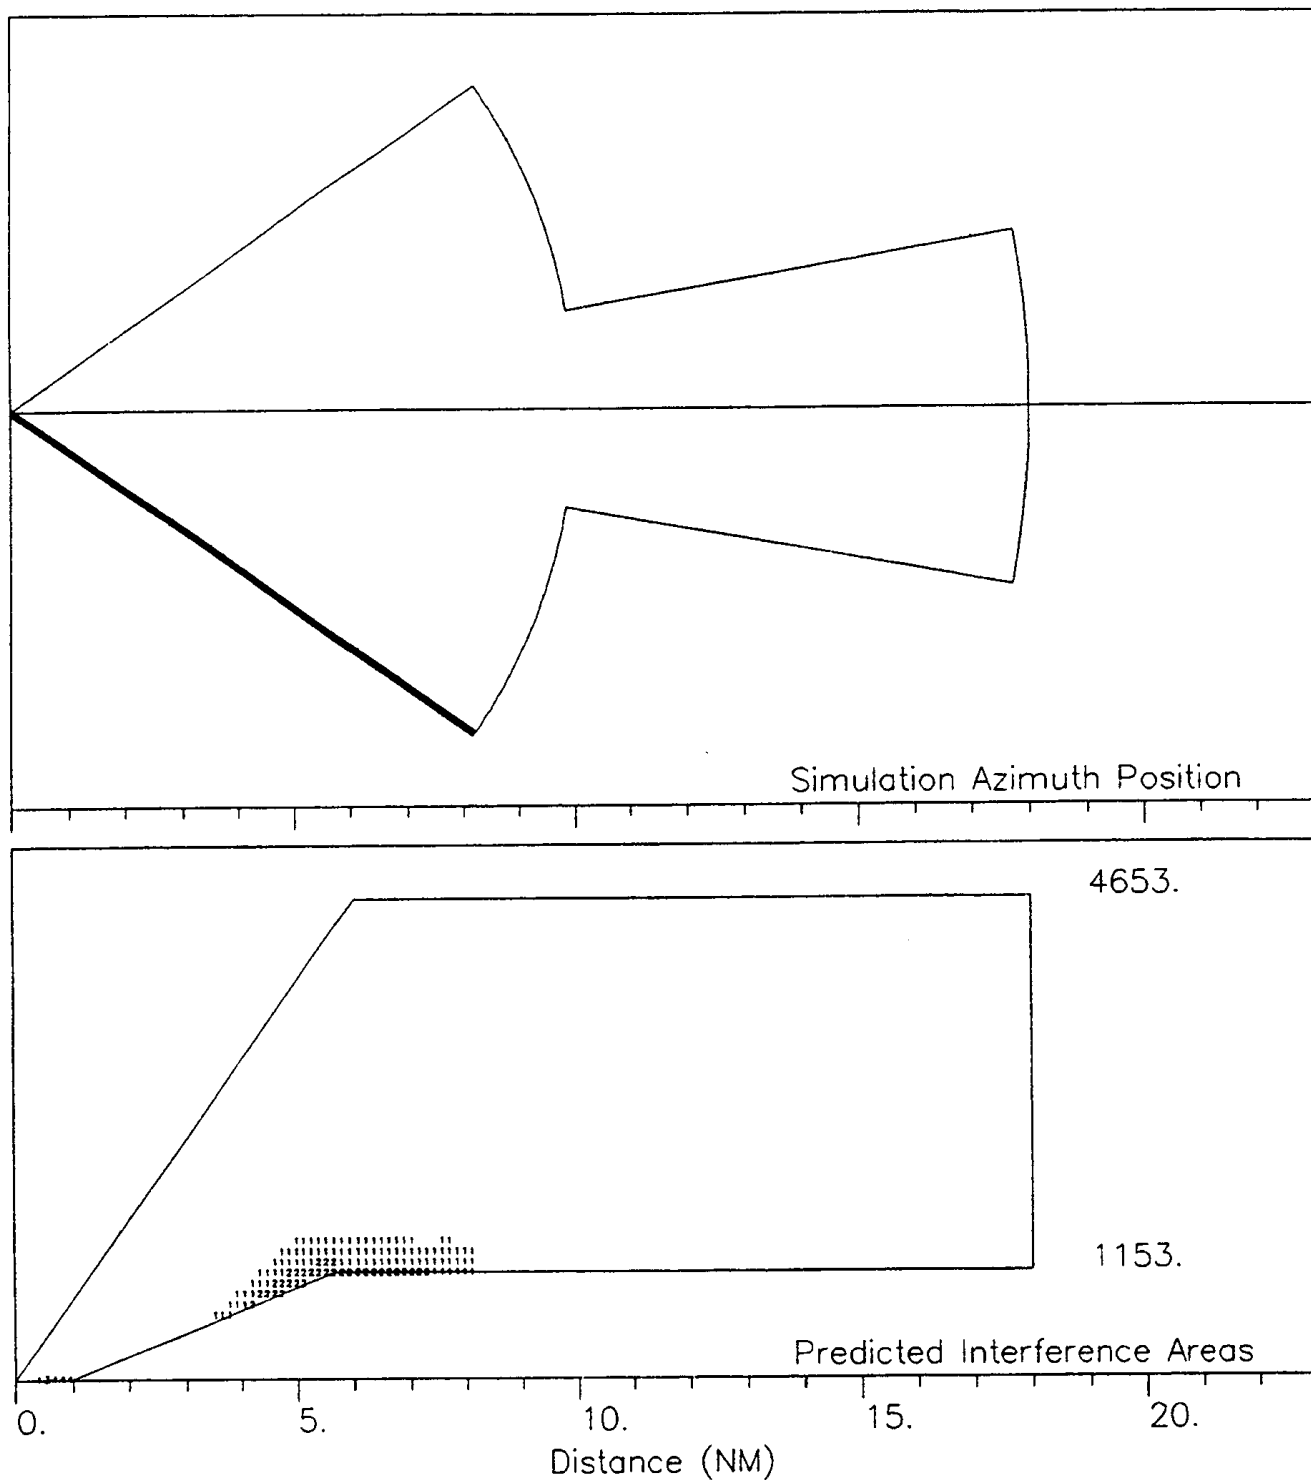 Simulation Azimuth Position
4653.
1153.
Predicted Interference Areas
0. 5. 10. 15. 20.
Distance (NM)